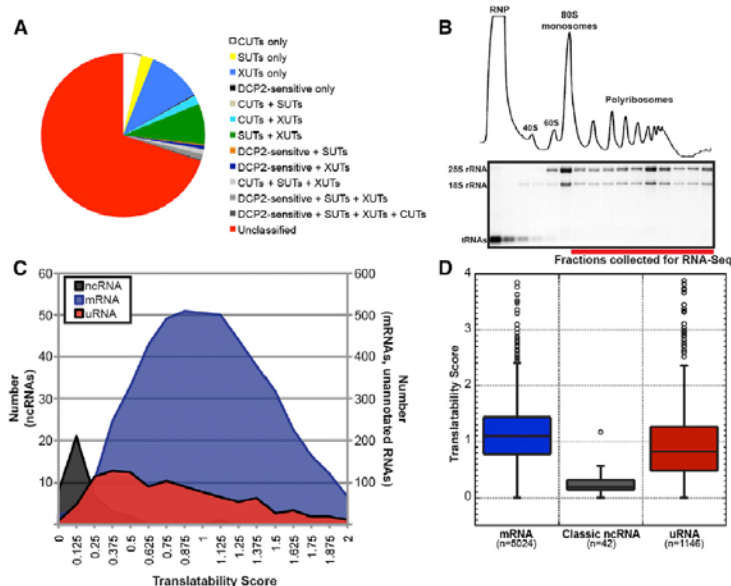 A
CUTs only
SUTs only
XUTs only
DCP2-sensitive only
CUTs + SUTs
CUTs + XUTs
SUTs + XUTs
DCP2-sensitive + SUTs
DCP2-sensitive + XUTs
CUTs + SUTs + XUTs
DCP2-sensitive + SUTs + XUTs
DCP2-sensitive + SUTs + XUTs + CUTs
Unclassified
B
RNP
80S
monosomes
40S
60S
Polyribosomes
25S rRNA
18S rRNA
tRNAs
Fractions collected for RNA-Seq
C
ncRNA
mRNA
uRNA
60
50
40
30
20
10
600
500
400
300
200
100
Number
(ncRNAs)
Number
(mRNAs, unannotated RNAs)
0
0.125
0.25
0.375
0.5
0.625
0.75
0.875
1
1.125
1.25
1.375
1.5
1.625
1.75
1.875
2
Translatability Score
D
4
3
2
1
0
Translatability Score
mRNA
(n=5024)
Classic ncRNA
(n=42)
uRNA
(n=1146)